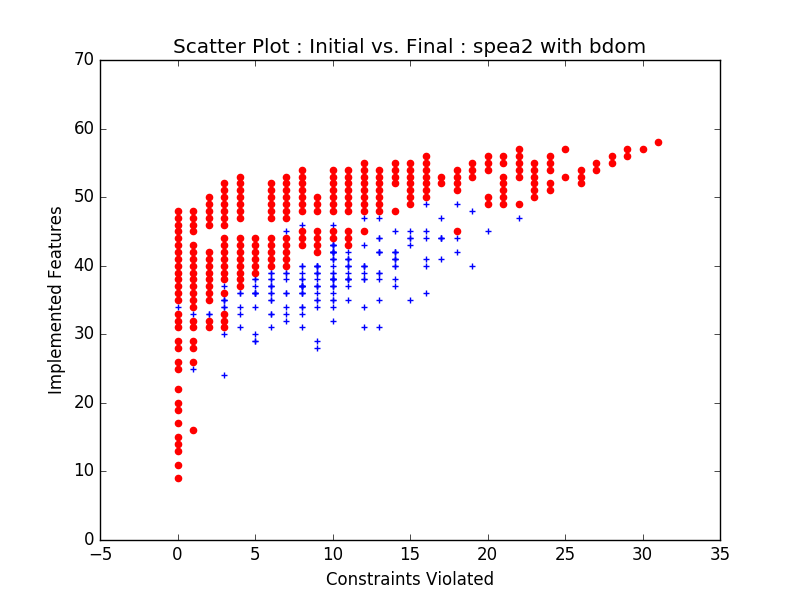 Scatter Plot : Initial vs. Final : spea2 with bdom
70
60
50
40
30
20
10
0
Implemented Features
−5 0 5 10 15 20 25 30 35
Constraints Violated